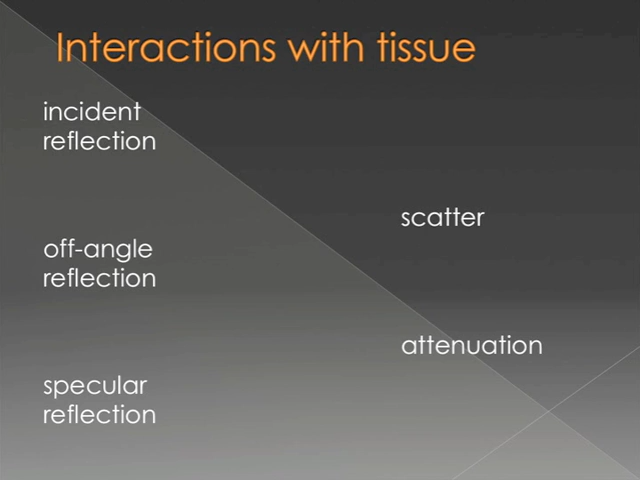 Interactions with tissue
incident
reflection
scatter
off-angle
reflection
attenuation
specular
reflection